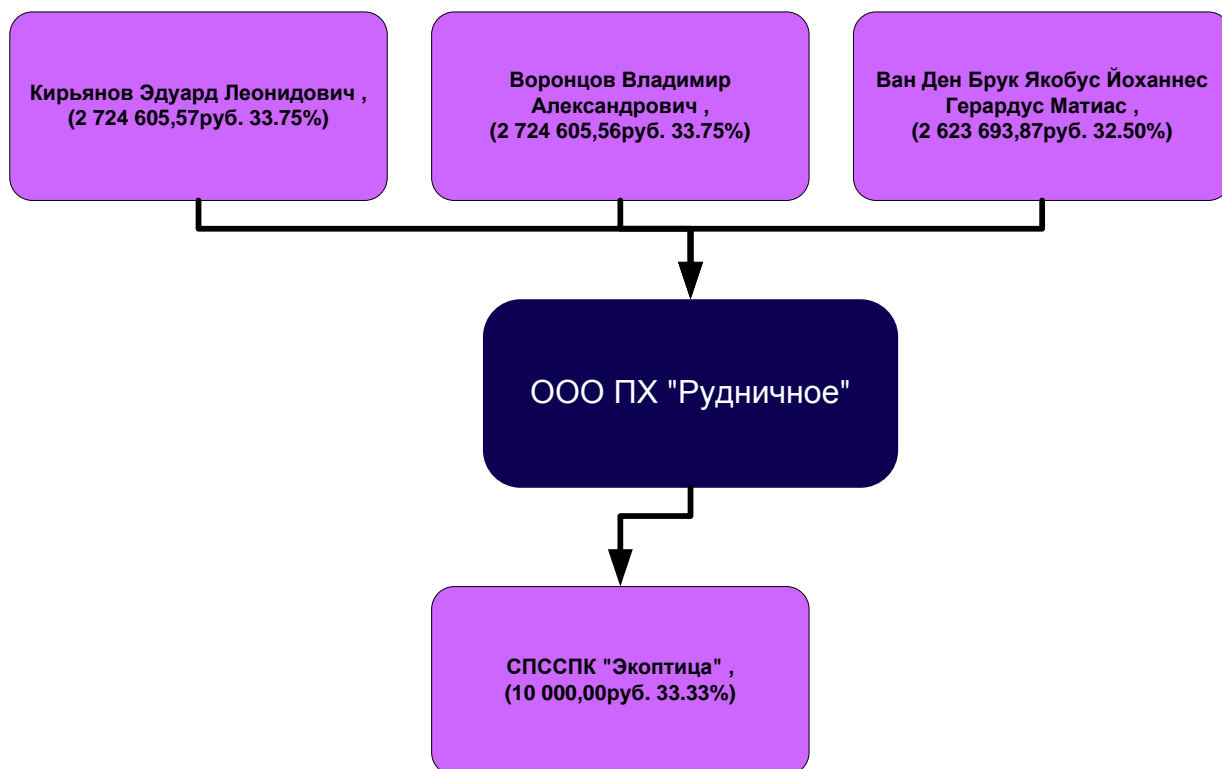 Кирьянов Эдуард Леонидович ,
(2 724 605,57руб. 33.75%)
Воронцов Владимир
Александрович ,
(2 724 605,56руб. 33.75%)
Ван Ден Брук Якобус Йоханнес
Герардус Матиас ,
(2 623 693,87руб. 32.50%)
ООО ПХ "Рудничное"
СПССПК "Экоптица" ,
(10 000,00руб. 33.33%)